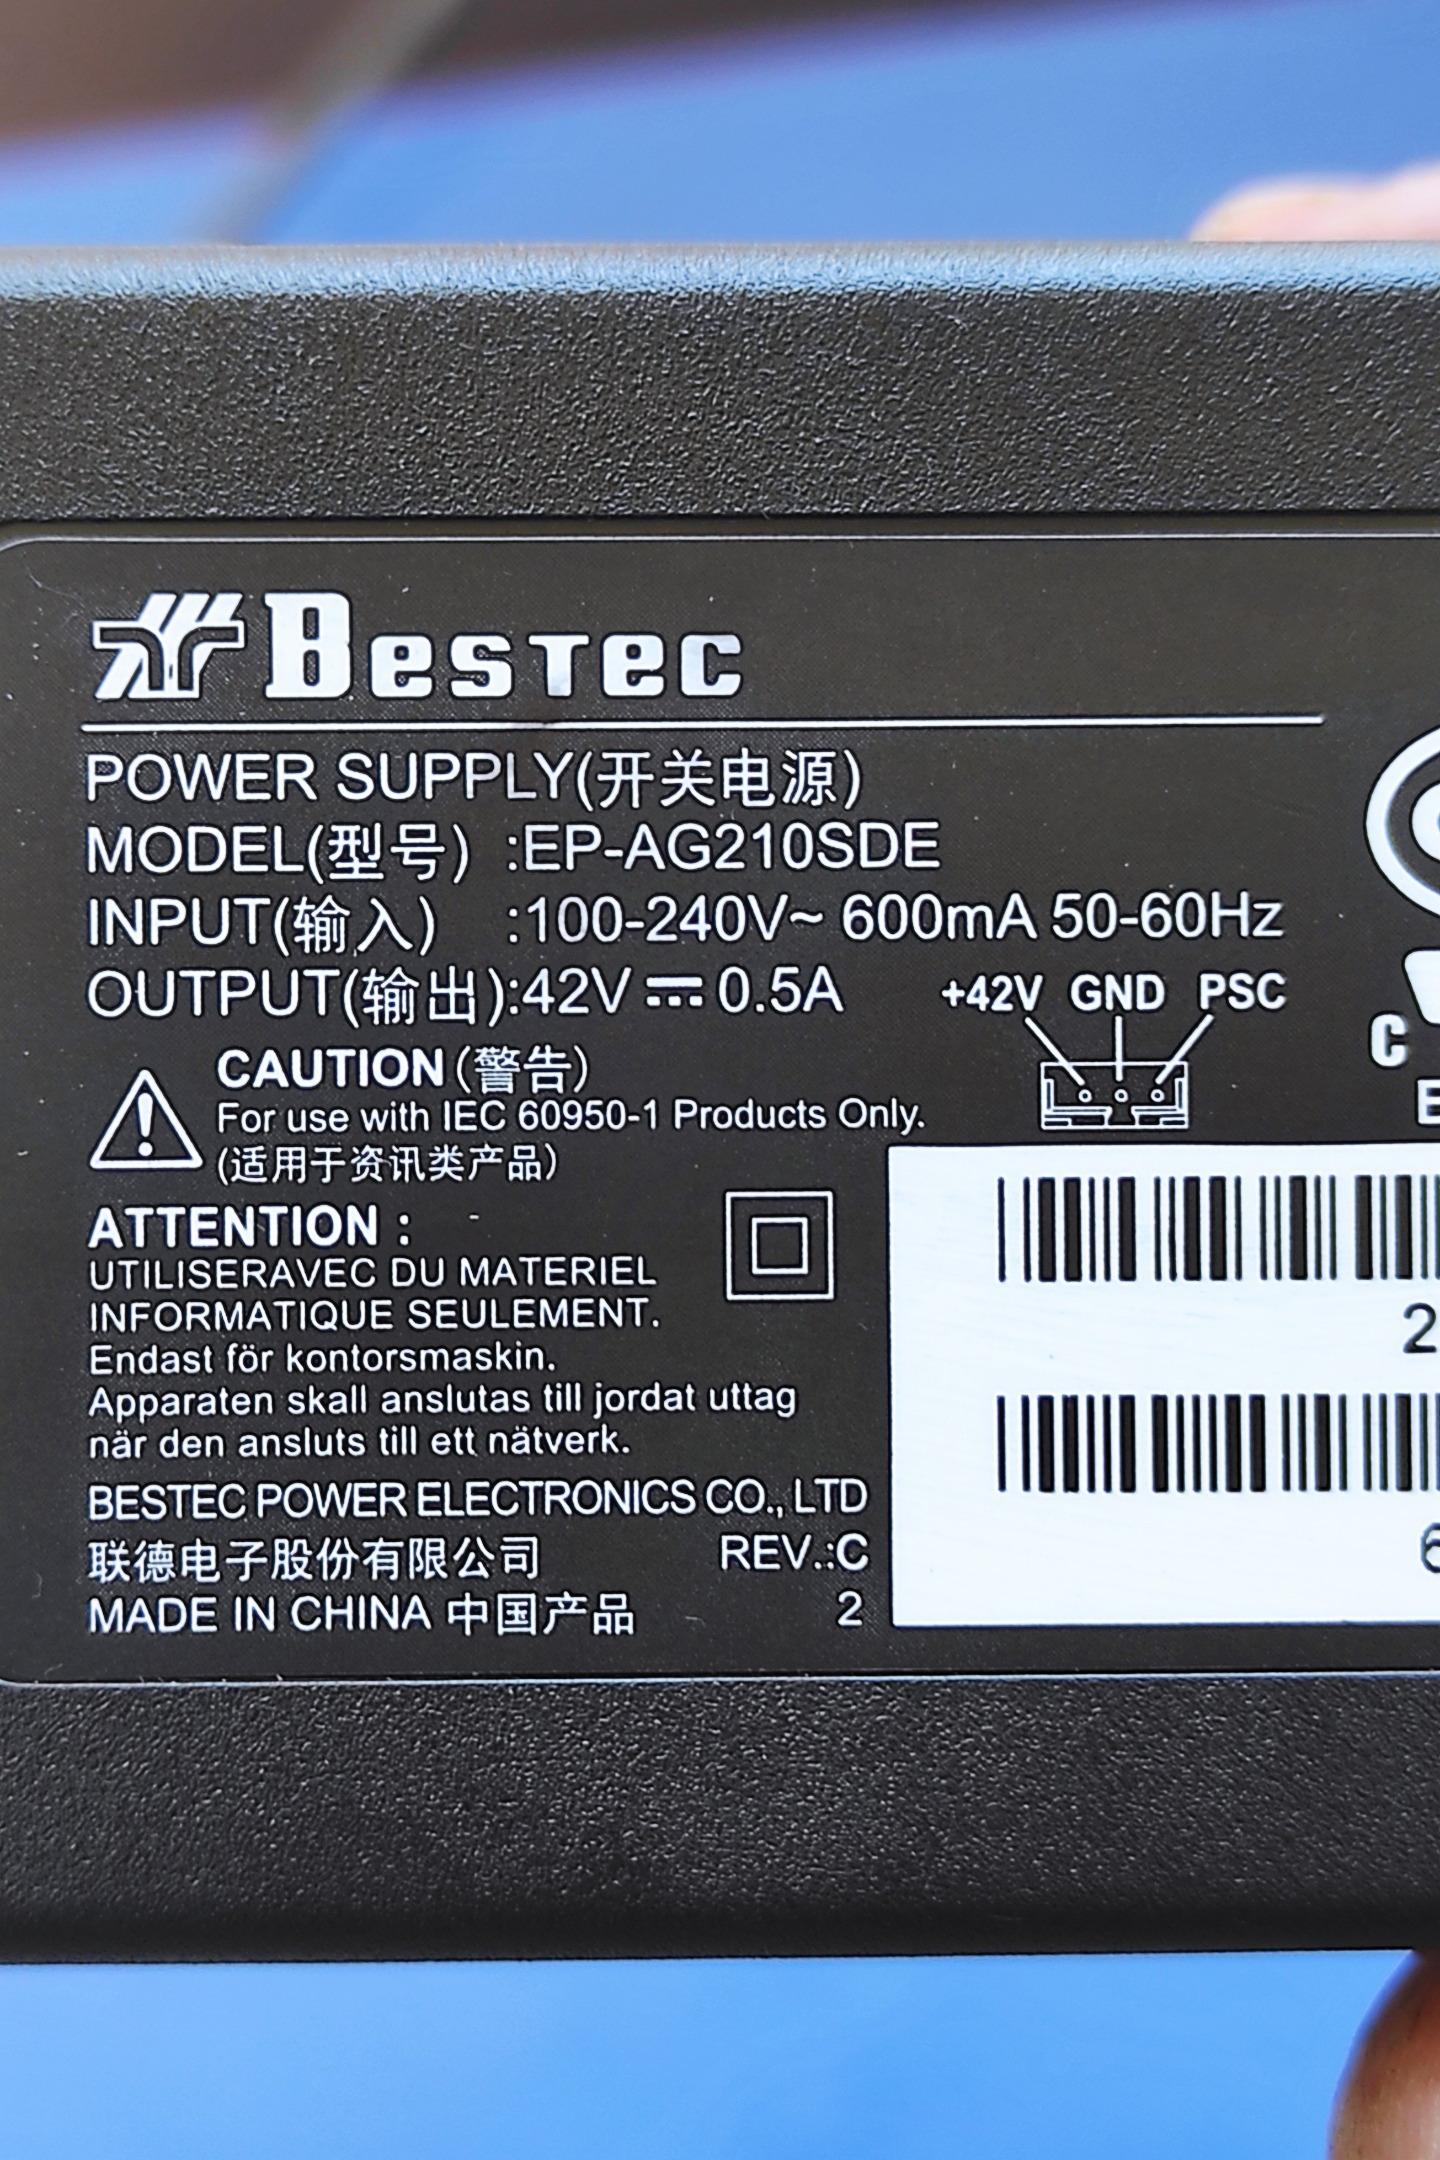 BESTEC
POWER SUPPLY(开关电源)
MODEL(型号) :EP-AG210SDE
INPUT(输入) :100-240V~ 600mA 50-60Hz
OUTPUT(输出):42V ⎓ 0.5A
+42V GND PSC
CAUTION (警告)
For use with IEC 60950-1 Products Only.
(适用于资讯类产品)
ATTENTION :
UTILISERAVEC DU MATERIEL
INFORMATIQUE SEULEMENT.
Endast för kontorsmaskin.
Apparaten skall anslutas till jordat uttag
när den ansluts till ett nätverk.
BESTEC POWER ELECTRONICS CO., LTD
联德电子股份有限公司 REV.:C
MADE IN CHINA 中国产品 2
C
2